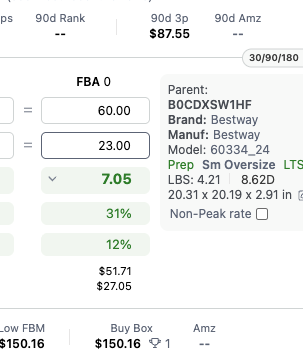 ps 90d Rank 90d 3p 90d Amz
-- $87.55 --
30/90/180
FBA 0
= 60.00
= 23.00
7.05
31%
12%
$51.71
$27.05
Parent:
B0CDXSW1HF
Brand: Bestway
Manuf: Bestway
Model: 60334_24
Prep Sm Oversize LTS
LBS: 4.21 8.62D
20.31 x 20.19 x 2.91 in
Non-Peak rate
Low FBM Buy Box Amz
$150.16 $150.16 1 --